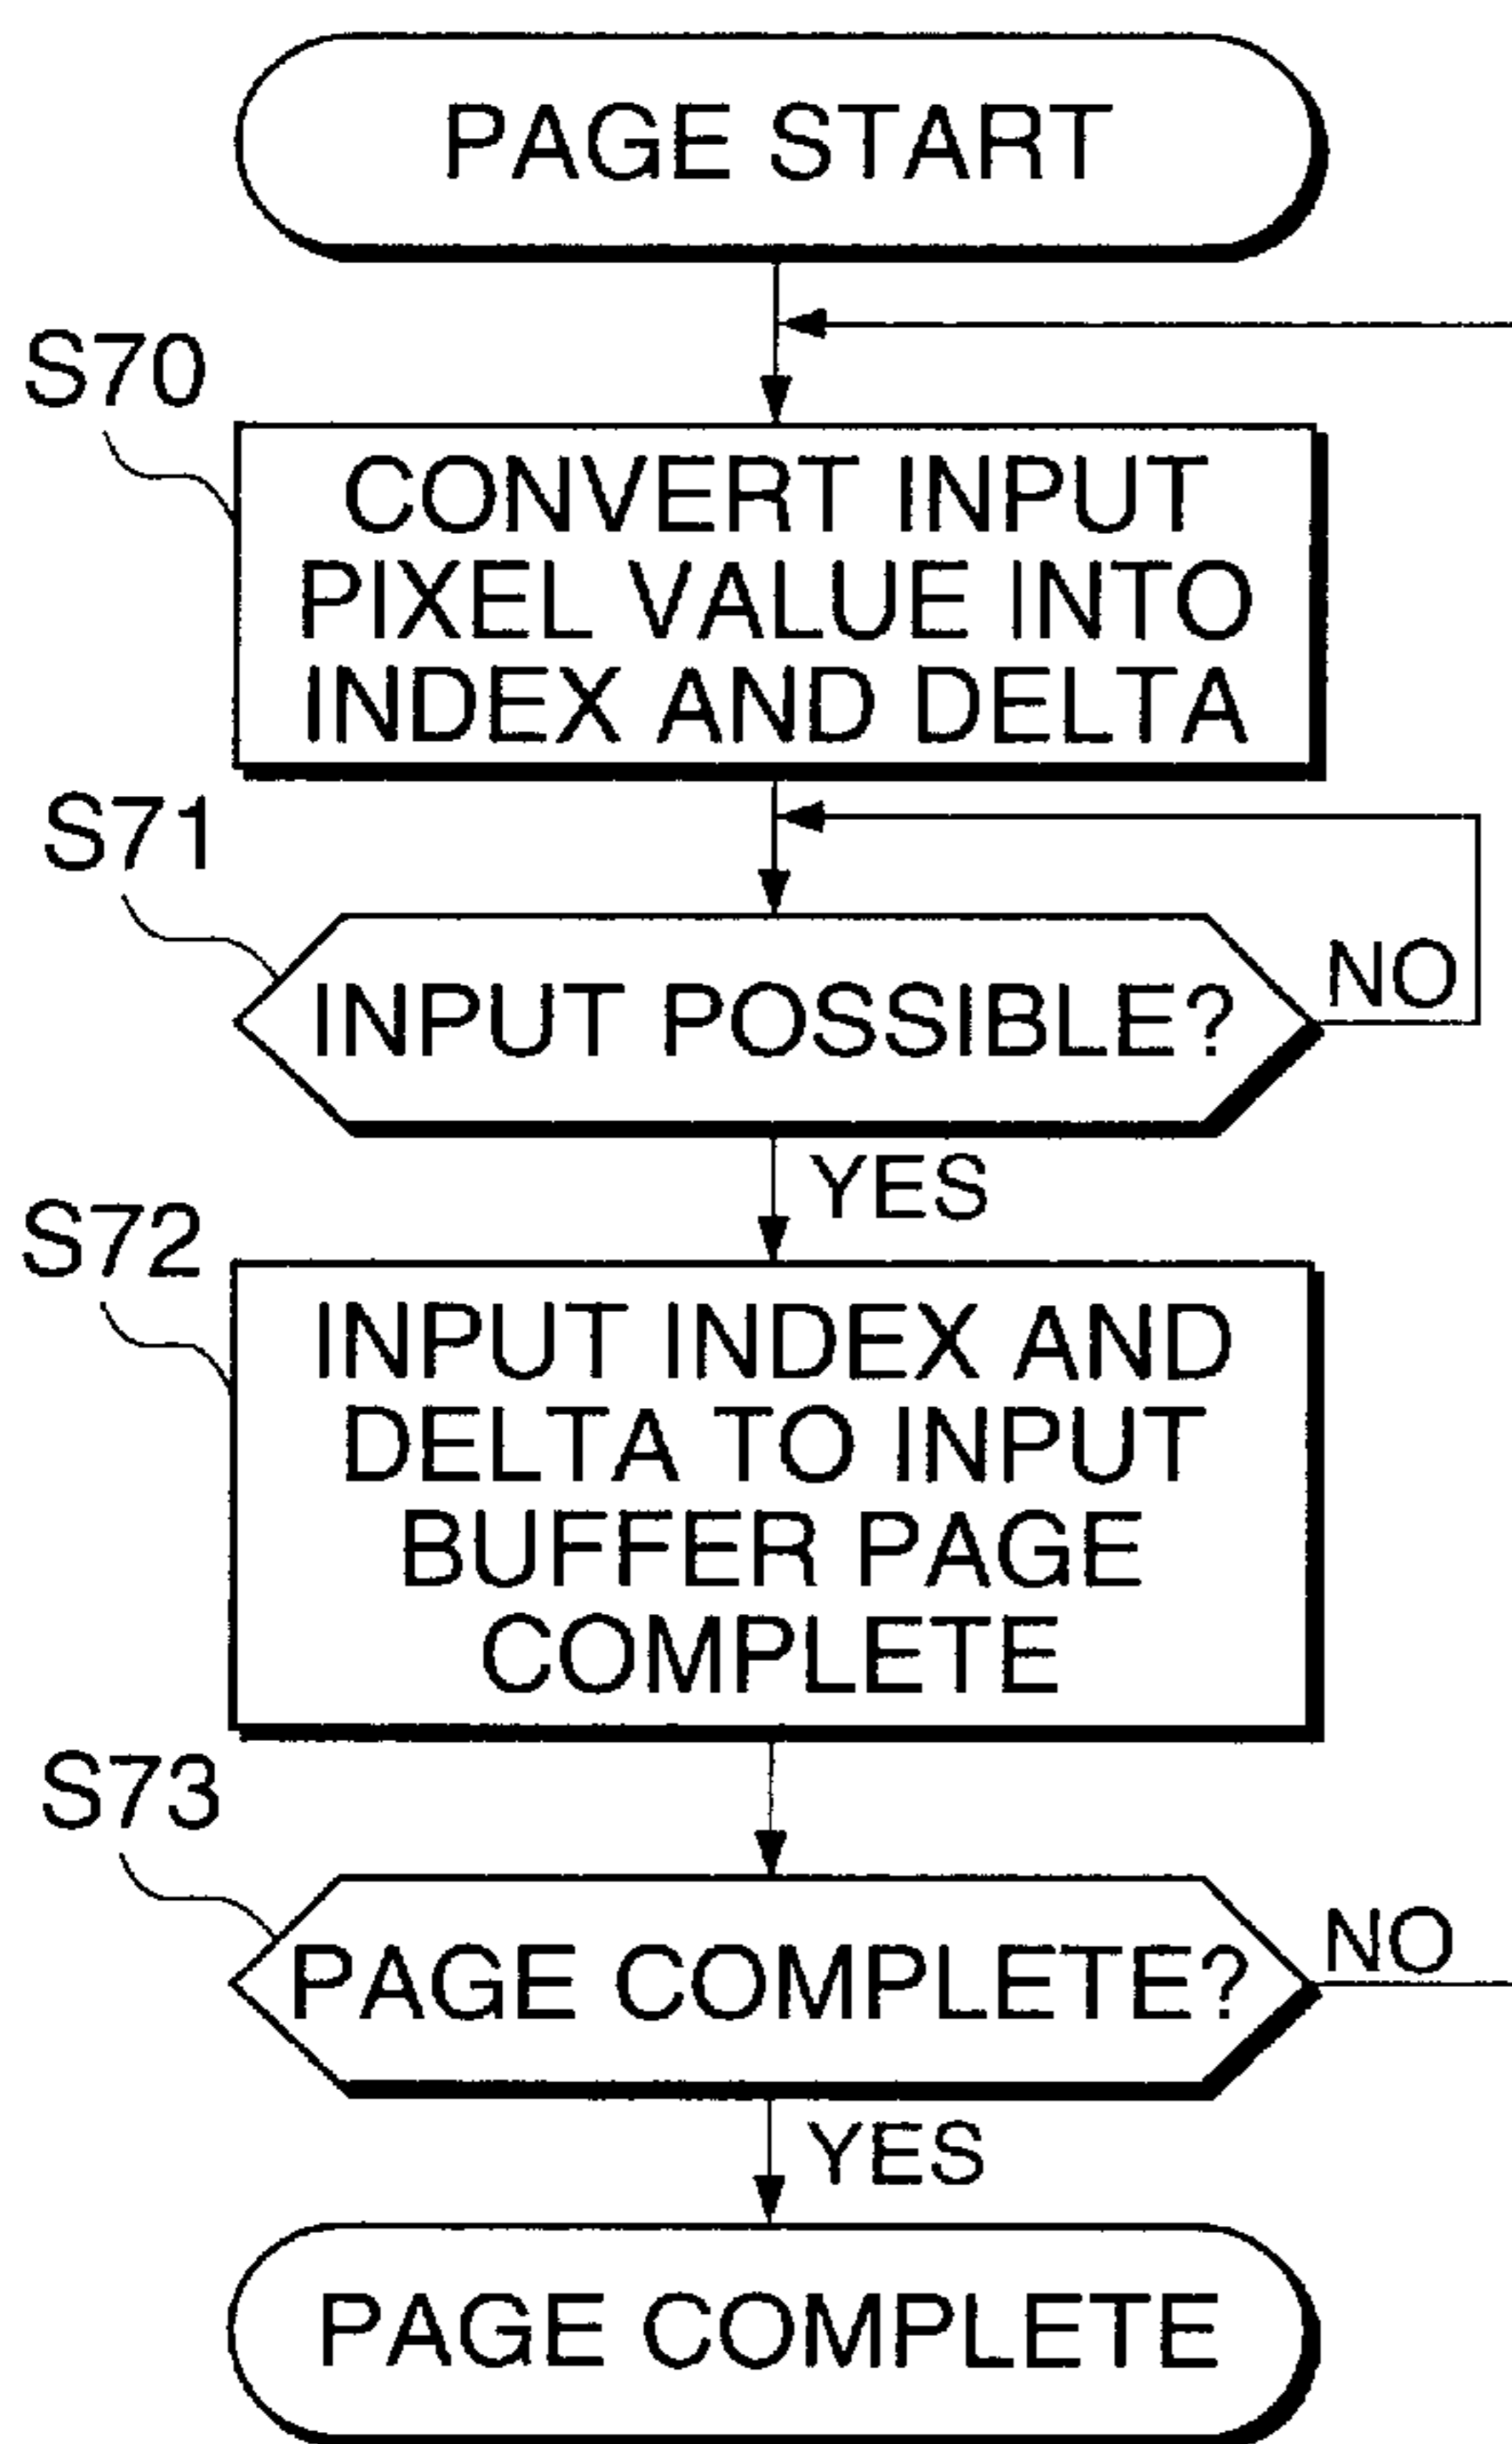 PAGE START
S70
CONVERT INPUT
PIXEL VALUE INTO
INDEX AND DELTA
S71
INPUT POSSIBLE?
NO
YES
S72
INPUT INDEX AND
DELTA TO INPUT
BUFFER PAGE
COMPLETE
S73
PAGE COMPLETE?
NO
YES
PAGE COMPLETE